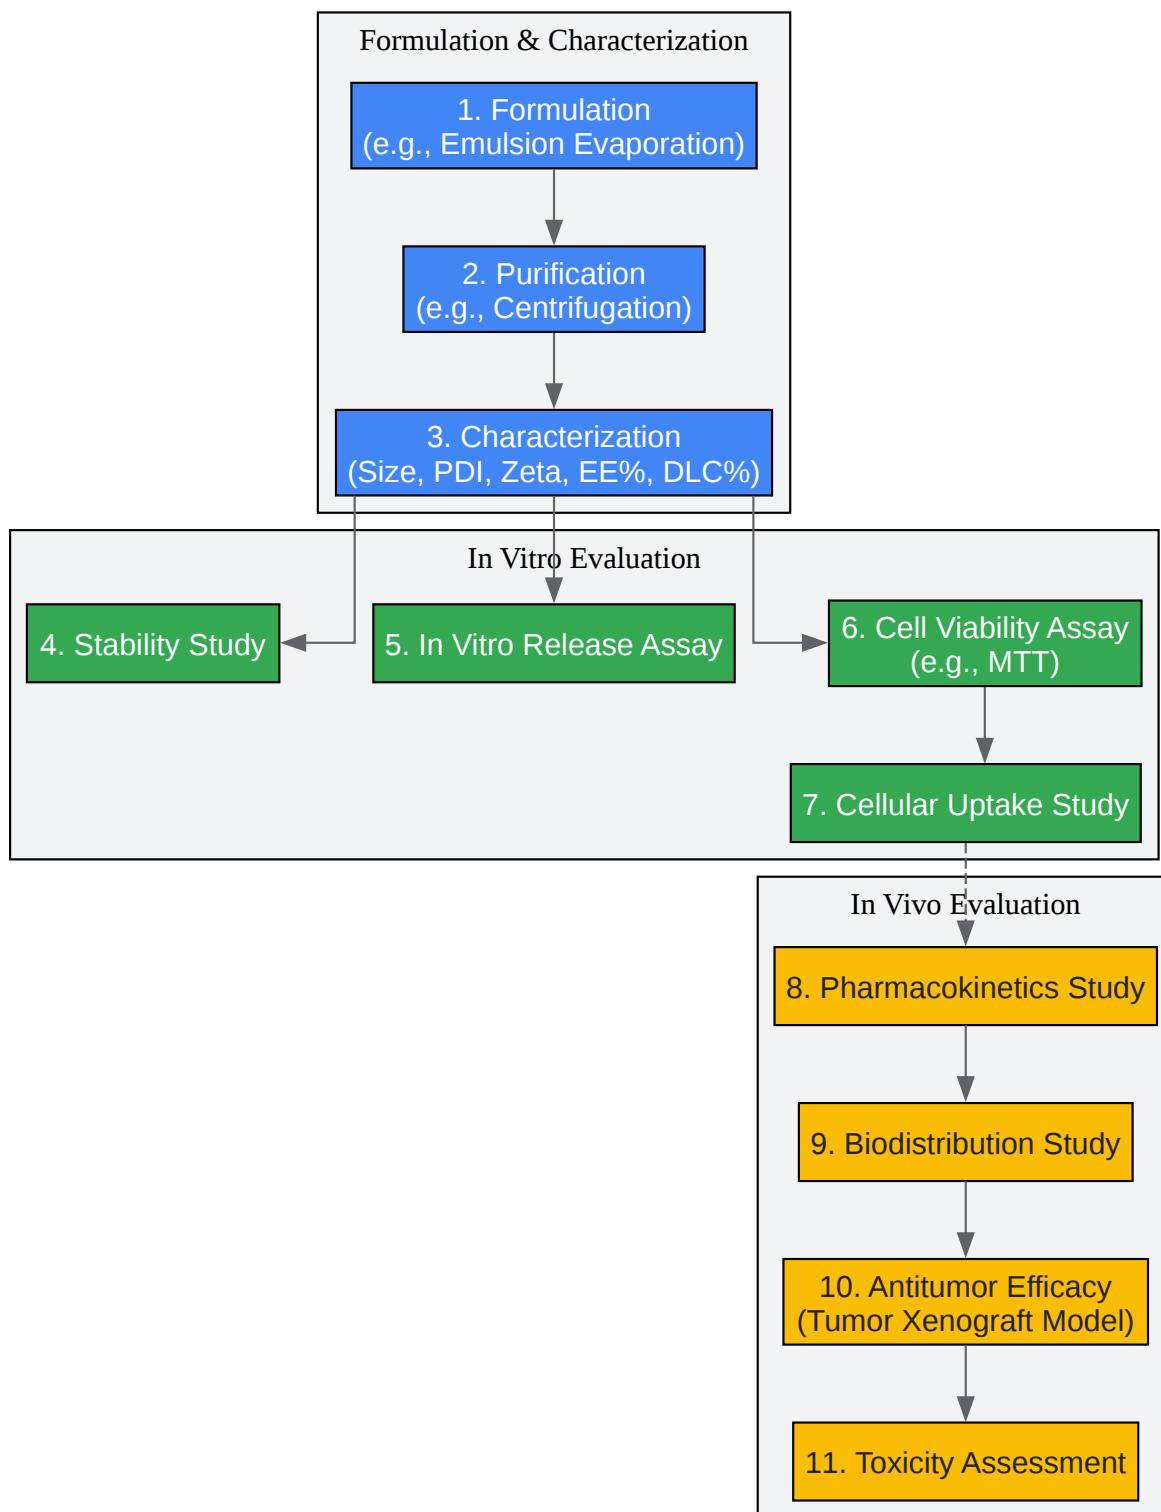 Formulation & Characterization
1. Formulation
(e.g., Emulsion Evaporation)
2. Purification
(e.g., Centrifugation)
3. Characterization
(Size, PDI, Zeta, EE%, DLC%)
In Vitro Evaluation
4. Stability Study
5. In Vitro Release Assay
6. Cell Viability Assay
(e.g., MTT)
7. Cellular Uptake Study
In Vivo Evaluation
8. Pharmacokinetics Study
9. Biodistribution Study
10. Antitumor Efficacy
(Tumor Xenograft Model)
11. Toxicity Assessment